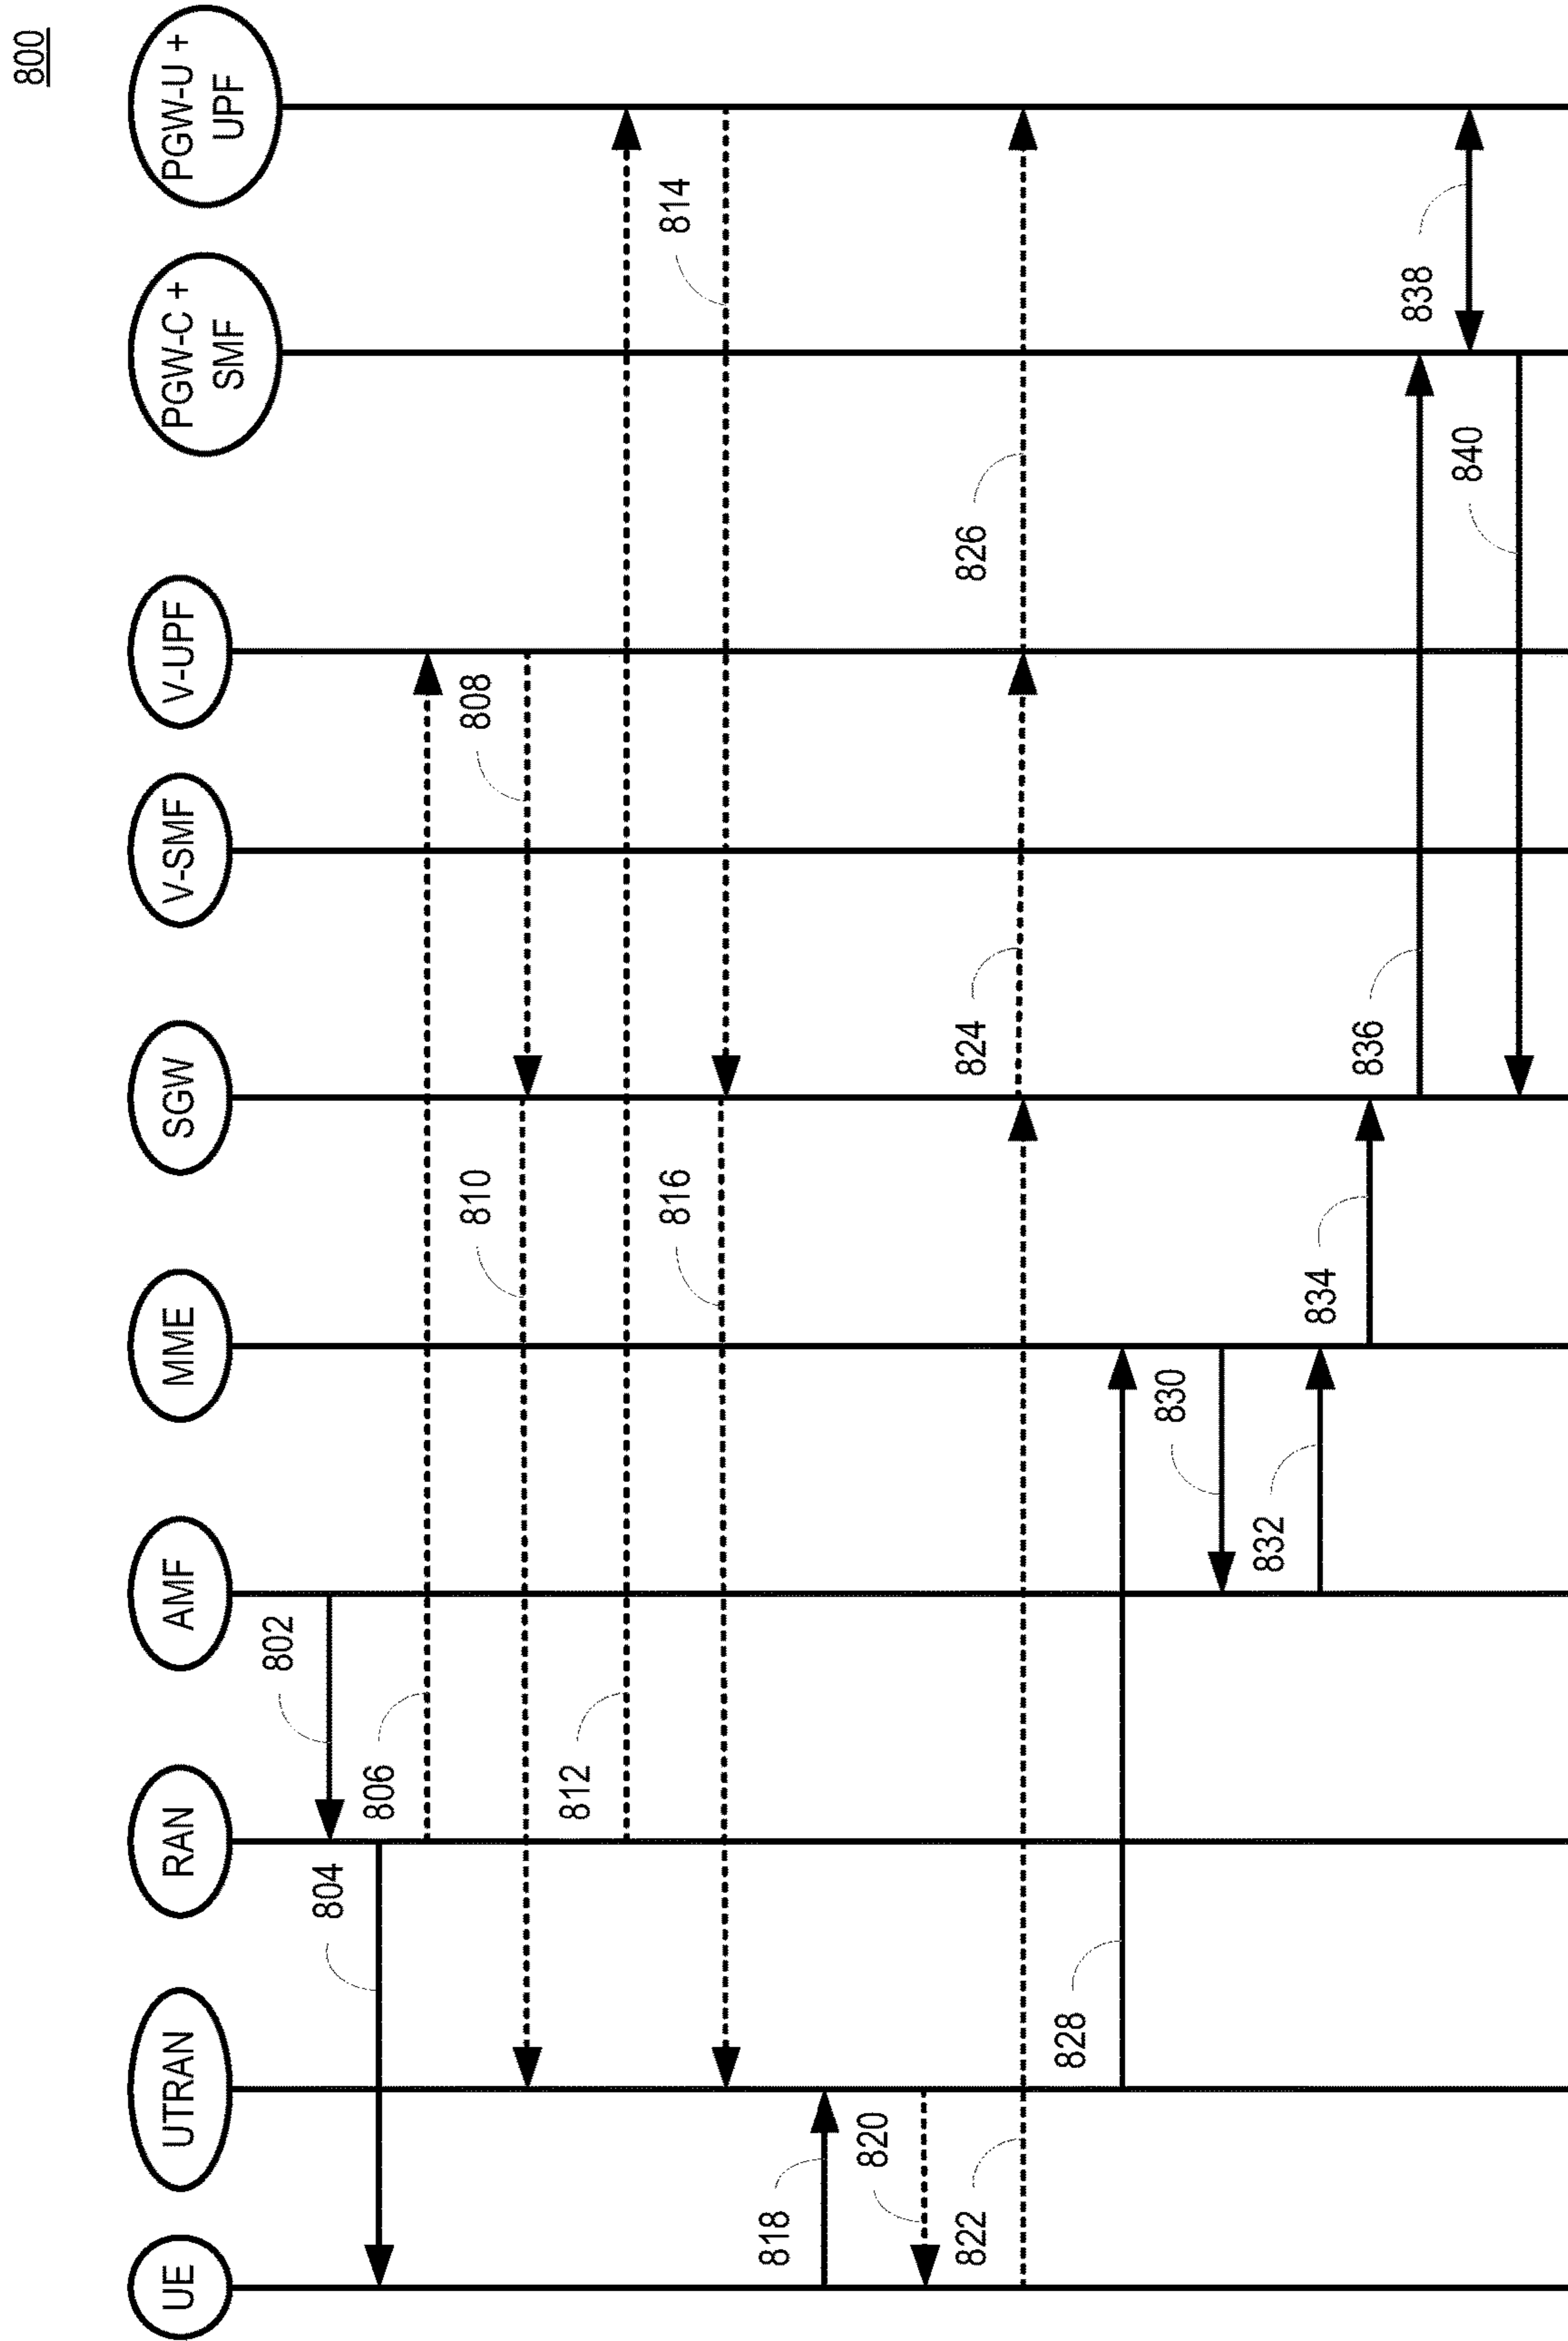 800
UE
UTRAN
RAN
AMF
MME
SGW
V-SMF
V-UPF
PGW-C +
SMF
PGW-U +
UPF
802
804
806
808
810
812
814
816
818
820
822
824
826
828
830
832
834
836
838
840